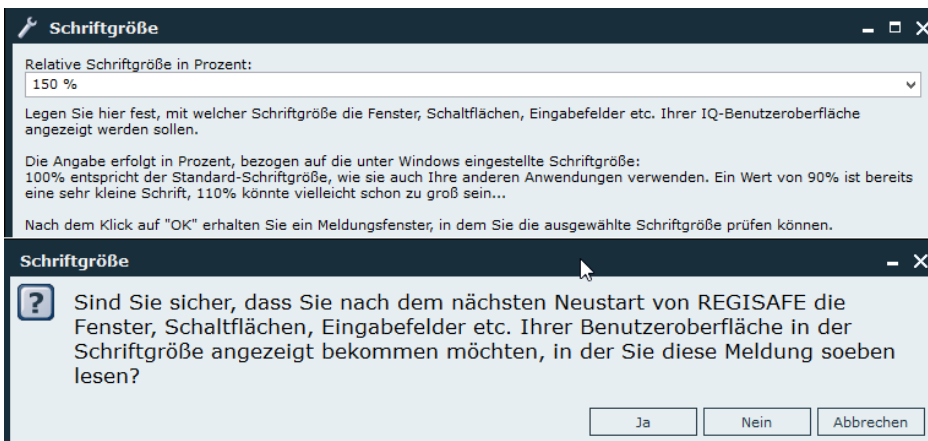 Schriftgröße
Relative Schriftgröße in Prozent:
150 %
Legen Sie hier fest, mit welcher Schriftgröße die Fenster, Schaltflächen, Eingabefelder etc. Ihrer IQ-Benutzeroberfläche
angezeigt werden sollen.
Die Angabe erfolgt in Prozent, bezogen auf die unter Windows eingestellte Schriftgröße:
100% entspricht der Standard-Schriftgröße, wie sie auch Ihre anderen Anwendungen verwenden. Ein Wert von 90% ist bereits
eine sehr kleine Schrift, 110% könnte vielleicht schon zu groß sein...
Nach dem Klick auf "OK" erhalten Sie ein Meldungsfenster, in dem Sie die ausgewählte Schriftgröße prüfen können.
Schriftgröße
Sind Sie sicher, dass Sie nach dem nächsten Neustart von REGISAFE die
Fenster, Schaltflächen, Eingabefelder etc. Ihrer Benutzeroberfläche in der
Schriftgröße angezeigt bekommen möchten, in der Sie diese Meldung soeben
lesen?
Ja Nein Abbrechen